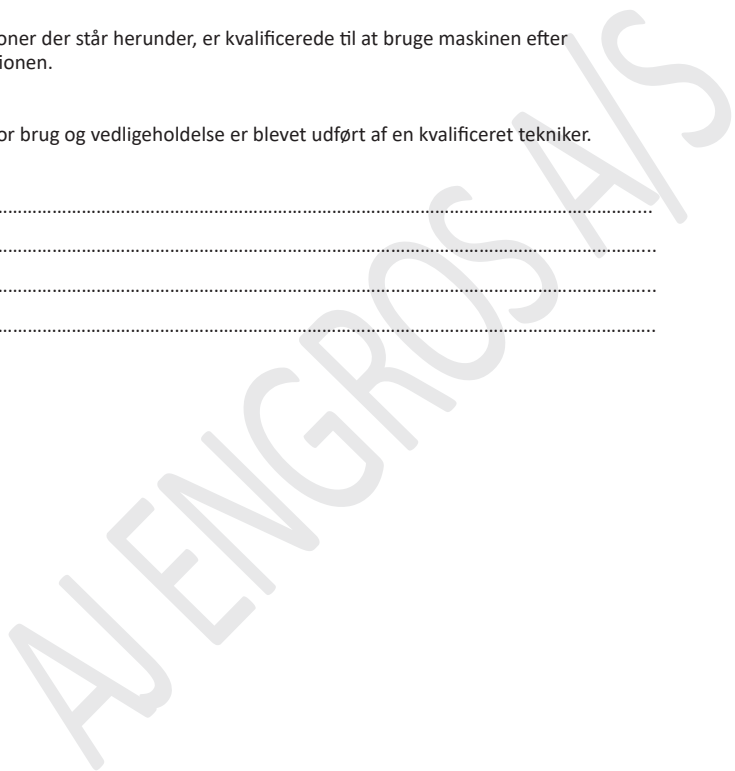 oner der står herunder, er kvalificerede til at bruge maskinen efter
ionen.
or brug og vedligeholdelse er blevet udført af en kvalificeret tekniker.
................................................................................................................................
................................................................................................................................
................................................................................................................................
................................................................................................................................
AJ ENGROS A/S